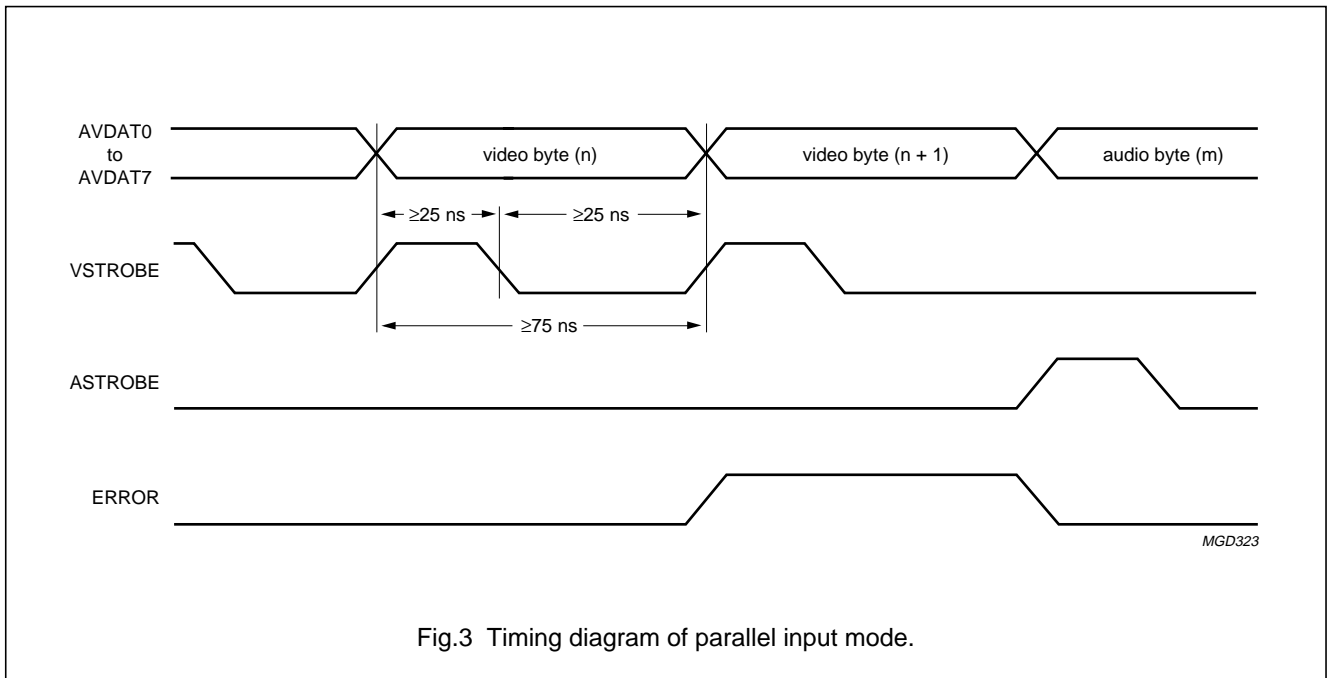 AVDAT0
to
AVDAT7
video byte (n)
video byte (n + 1)
audio byte (m)
≥25 ns
≥25 ns
VSTROBE
≥75 ns
ASTROBE
ERROR
MGD323
Fig.3 Timing diagram of parallel input mode.